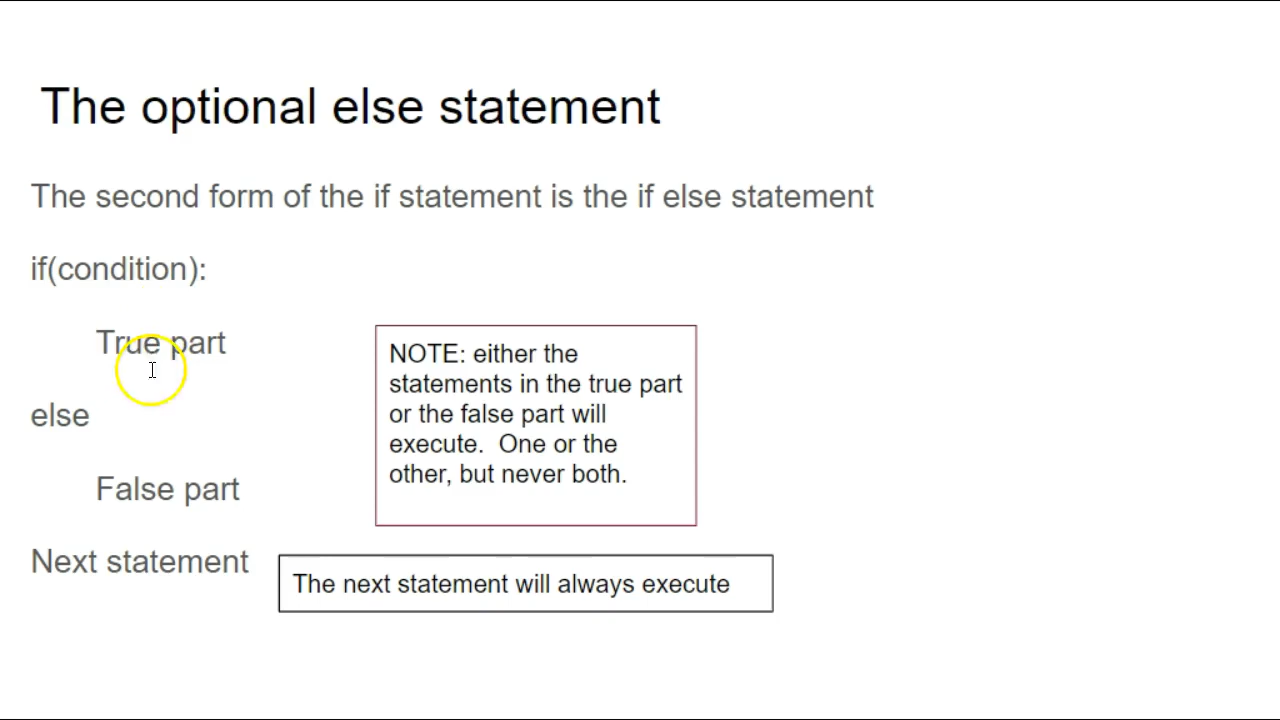 The optional else statement
The second form of the if statement is the if else statement
if(condition):
True part
else
False part
Next statement
NOTE: either the
statements in the true part
or the false part will
execute.  One or the
other, but never both.
The next statement will always execute